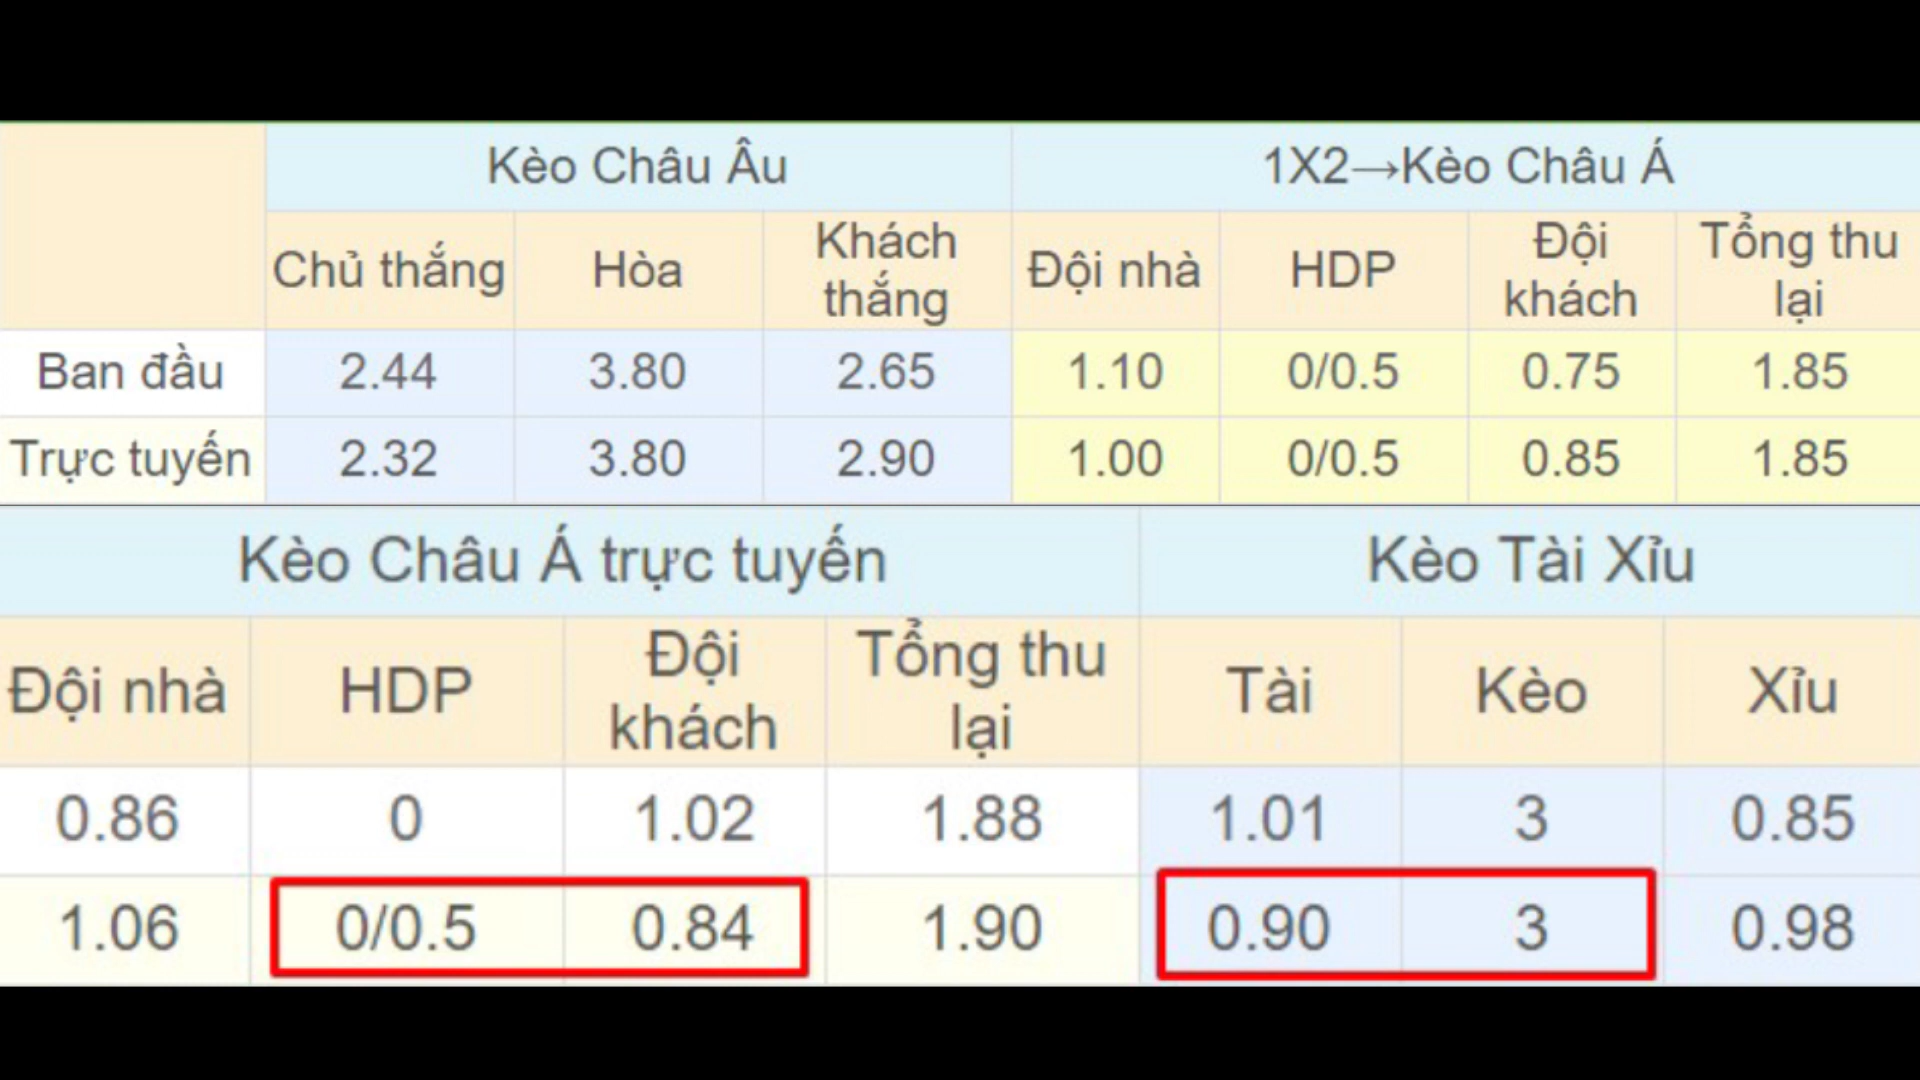 Kèo Châu Âu 1X2→Kèo Châu Á
Chủ thắng Hòa Khách thắng Đội nhà HDP Đội khách Tổng thu lại
Ban đầu 2.44 3.80 2.65 1.10 0/0.5 0.75 1.85
Trực tuyến 2.32 3.80 2.90 1.00 0/0.5 0.85 1.85
Kèo Châu Á trực tuyến Kèo Tài Xỉu
Đội nhà HDP Đội khách Tổng thu lại Tài Kèo Xỉu
0.86 0 1.02 1.88 1.01 3 0.85
1.06 0/0.5 0.84 1.90 0.90 3 0.98